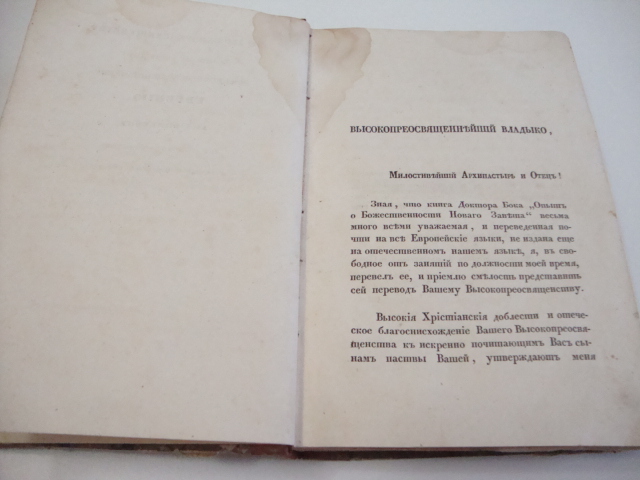 ВЫСОКОПРЕОСВЯЩЕННѢЙШІЙ ВЛАДЫКО,
Милостивѣйшій Архипастырь и Отецъ!
Зная, что книга Доктора Бока „Опытъ
о Божественности Новаго Завѣта“ весьма
много всѣми уважаемая, и переведенная по-
чти на всѣ Европейскіе языки, не издана еще
на отечественномъ нашемъ языкѣ, я, въ сво-
бодное отъ занятій по должности моей время,
перевелъ ее, и пріемлю смѣлость представить
сей переводъ Вашему Высокопреосвященству.
Высокія Хрістіанскія доблести и отече-
ское благоснисхожденіе Вашего Высокопреосвя-
щенства къ искренно почитающимъ Васъ сы-
намъ паствы Вашей, утверждаютъ меня